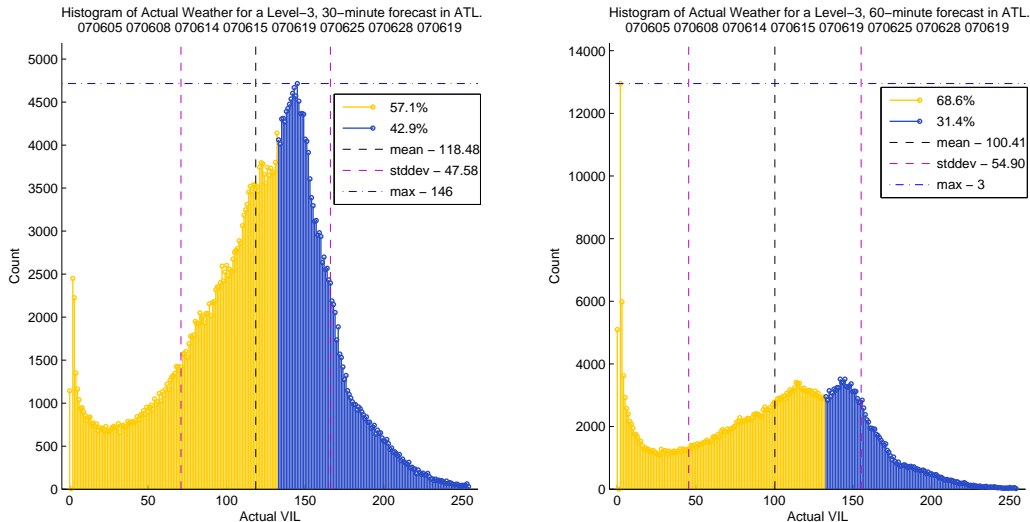 Histogram of Actual Weather for a Level−3, 30−minute forecast in ATL.
070605 070608 070614 070615 070619 070625 070628 070619
5000
4500
4000
3500
3000
2500
2000
1500
1000
500
0
Count
0 50 100 150 200 250
Actual VIL
57.1%
42.9%
mean − 118.48
stddev − 47.58
max − 146
Histogram of Actual Weather for a Level−3, 60−minute forecast in ATL.
070605 070608 070614 070615 070619 070625 070628 070619
14000
12000
10000
8000
6000
4000
2000
0
Count
0 50 100 150 200 250
Actual VIL
68.6%
31.4%
mean − 100.41
stddev − 54.90
max − 3